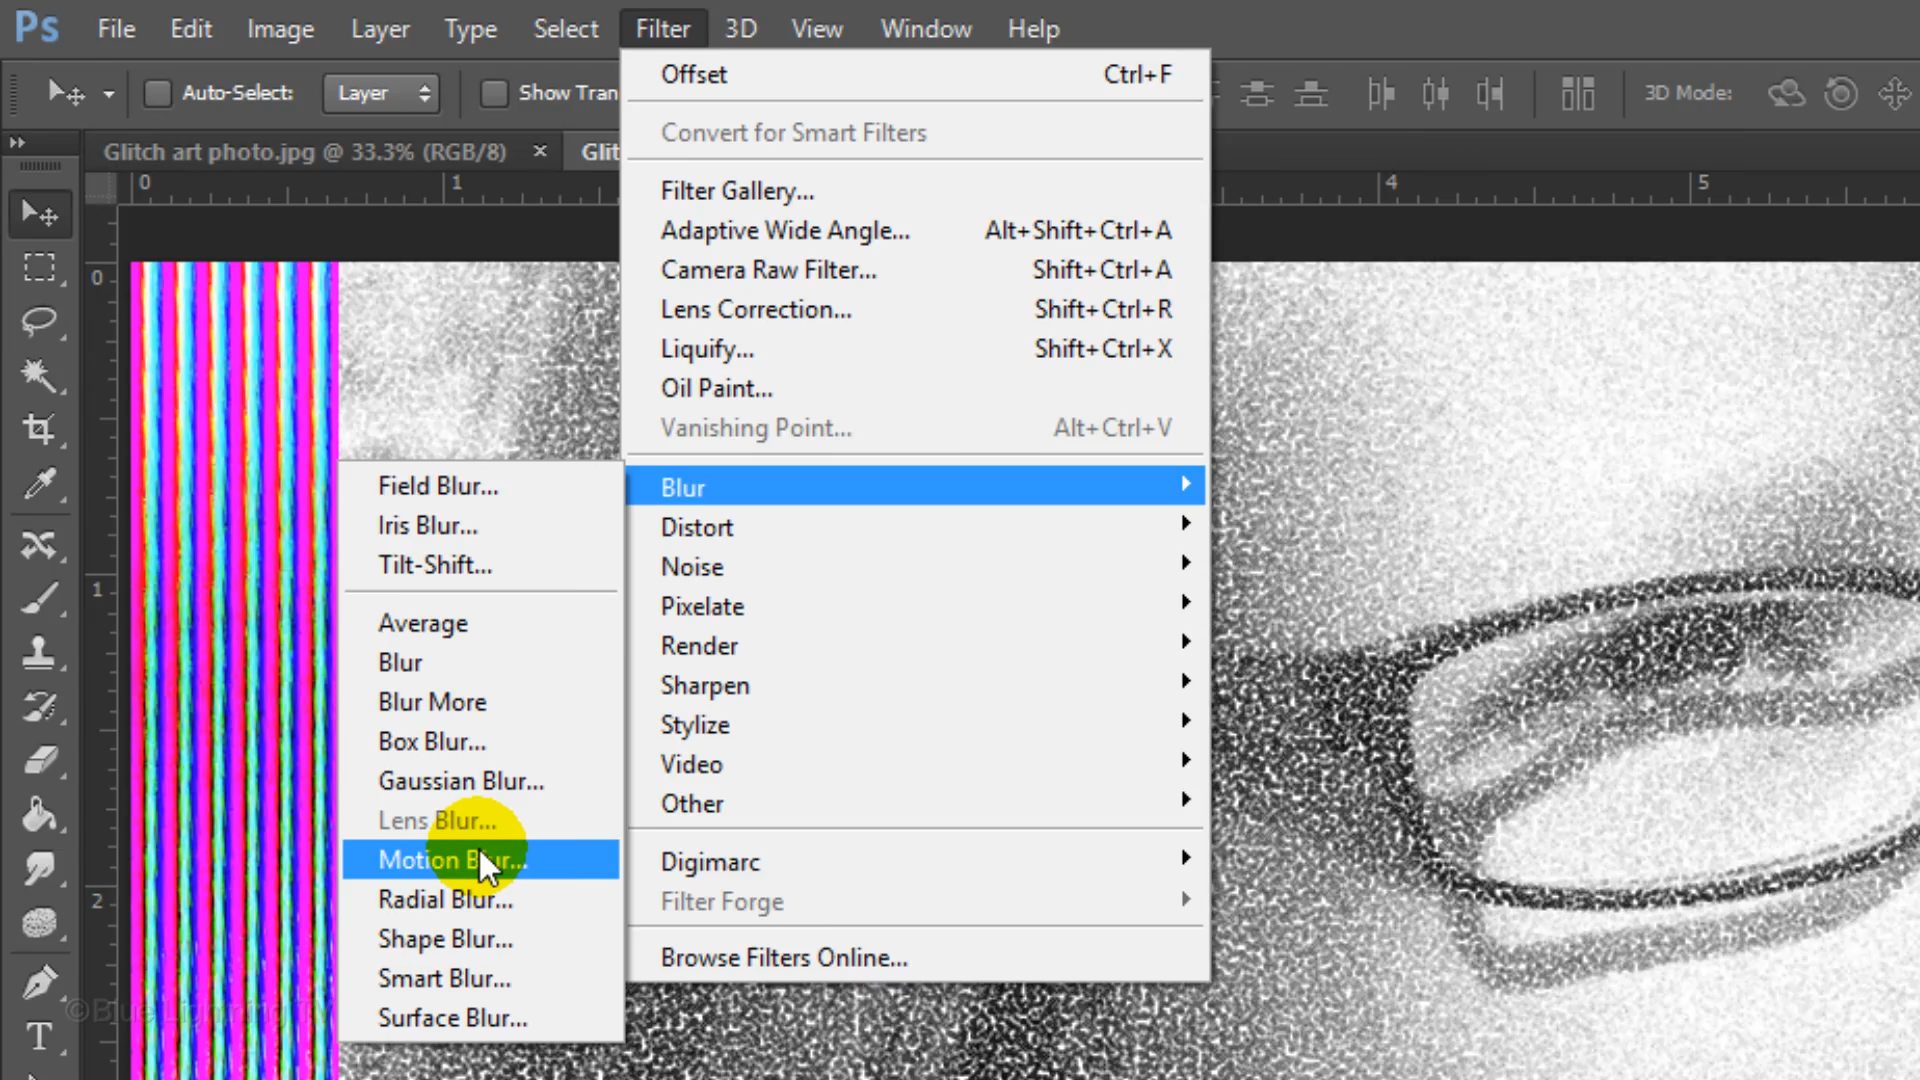 Ps File Edit Image Layer Type Select Filter 3D View Window Help
Auto-Select: Layer Show Tran 3D Mode:
Glitch art photo.jpg @ 33.3% (RGB/8) × Glit
0 1 4 5
0
1
2
Offset Ctrl+F
Convert for Smart Filters
Filter Gallery...
Adaptive Wide Angle... Alt+Shift+Ctrl+A
Camera Raw Filter... Shift+Ctrl+A
Lens Correction... Shift+Ctrl+R
Liquify... Shift+Ctrl+X
Oil Paint...
Vanishing Point... Alt+Ctrl+V
Blur
Distort
Noise
Pixelate
Render
Sharpen
Stylize
Video
Other
Digimarc
Filter Forge
Browse Filters Online...
Field Blur...
Iris Blur...
Tilt-Shift...
Average
Blur
Blur More
Box Blur...
Gaussian Blur...
Lens Blur...
Motion Blur...
Radial Blur...
Shape Blur...
Smart Blur...
Surface Blur...
©Blue Lightning TV
T